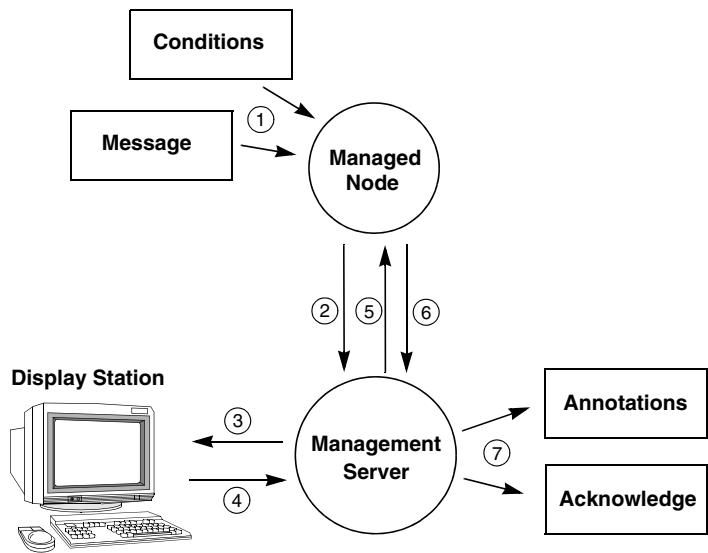 Conditions
1
Message
Managed
Node
2
5
6
Display Station
Annotations
3
Management
Server
7
4
Acknowledge